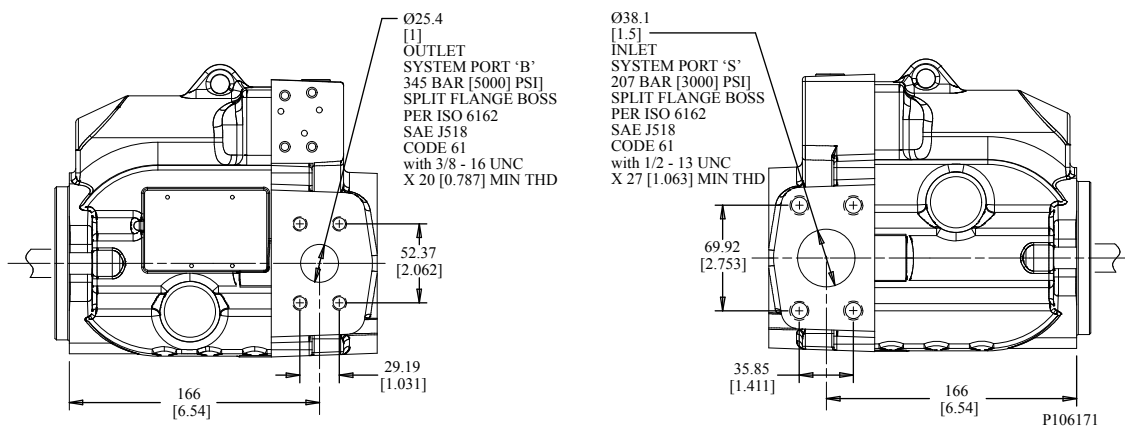 Ø25.4
[1]
OUTLET
SYSTEM PORT ‘B’
345 BAR [5000] PSI]
SPLIT FLANGE BOSS
PER ISO 6162
SAE J518
CODE 61
with 3/8 - 16 UNC
X 20 [0.787] MIN THD
52.37
[2.062]
29.19
[1.031]
166
[6.54]
Ø38.1
[1.5]
INLET
SYSTEM PORT ‘S’
207 BAR [3000] PSI]
SPLIT FLANGE BOSS
PER ISO 6162
SAE J518
CODE 61
with 1/2 - 13 UNC
X 27 [1.063] MIN THD
69.92
[2.753]
35.85
[1.411]
166
[6.54]
P106171